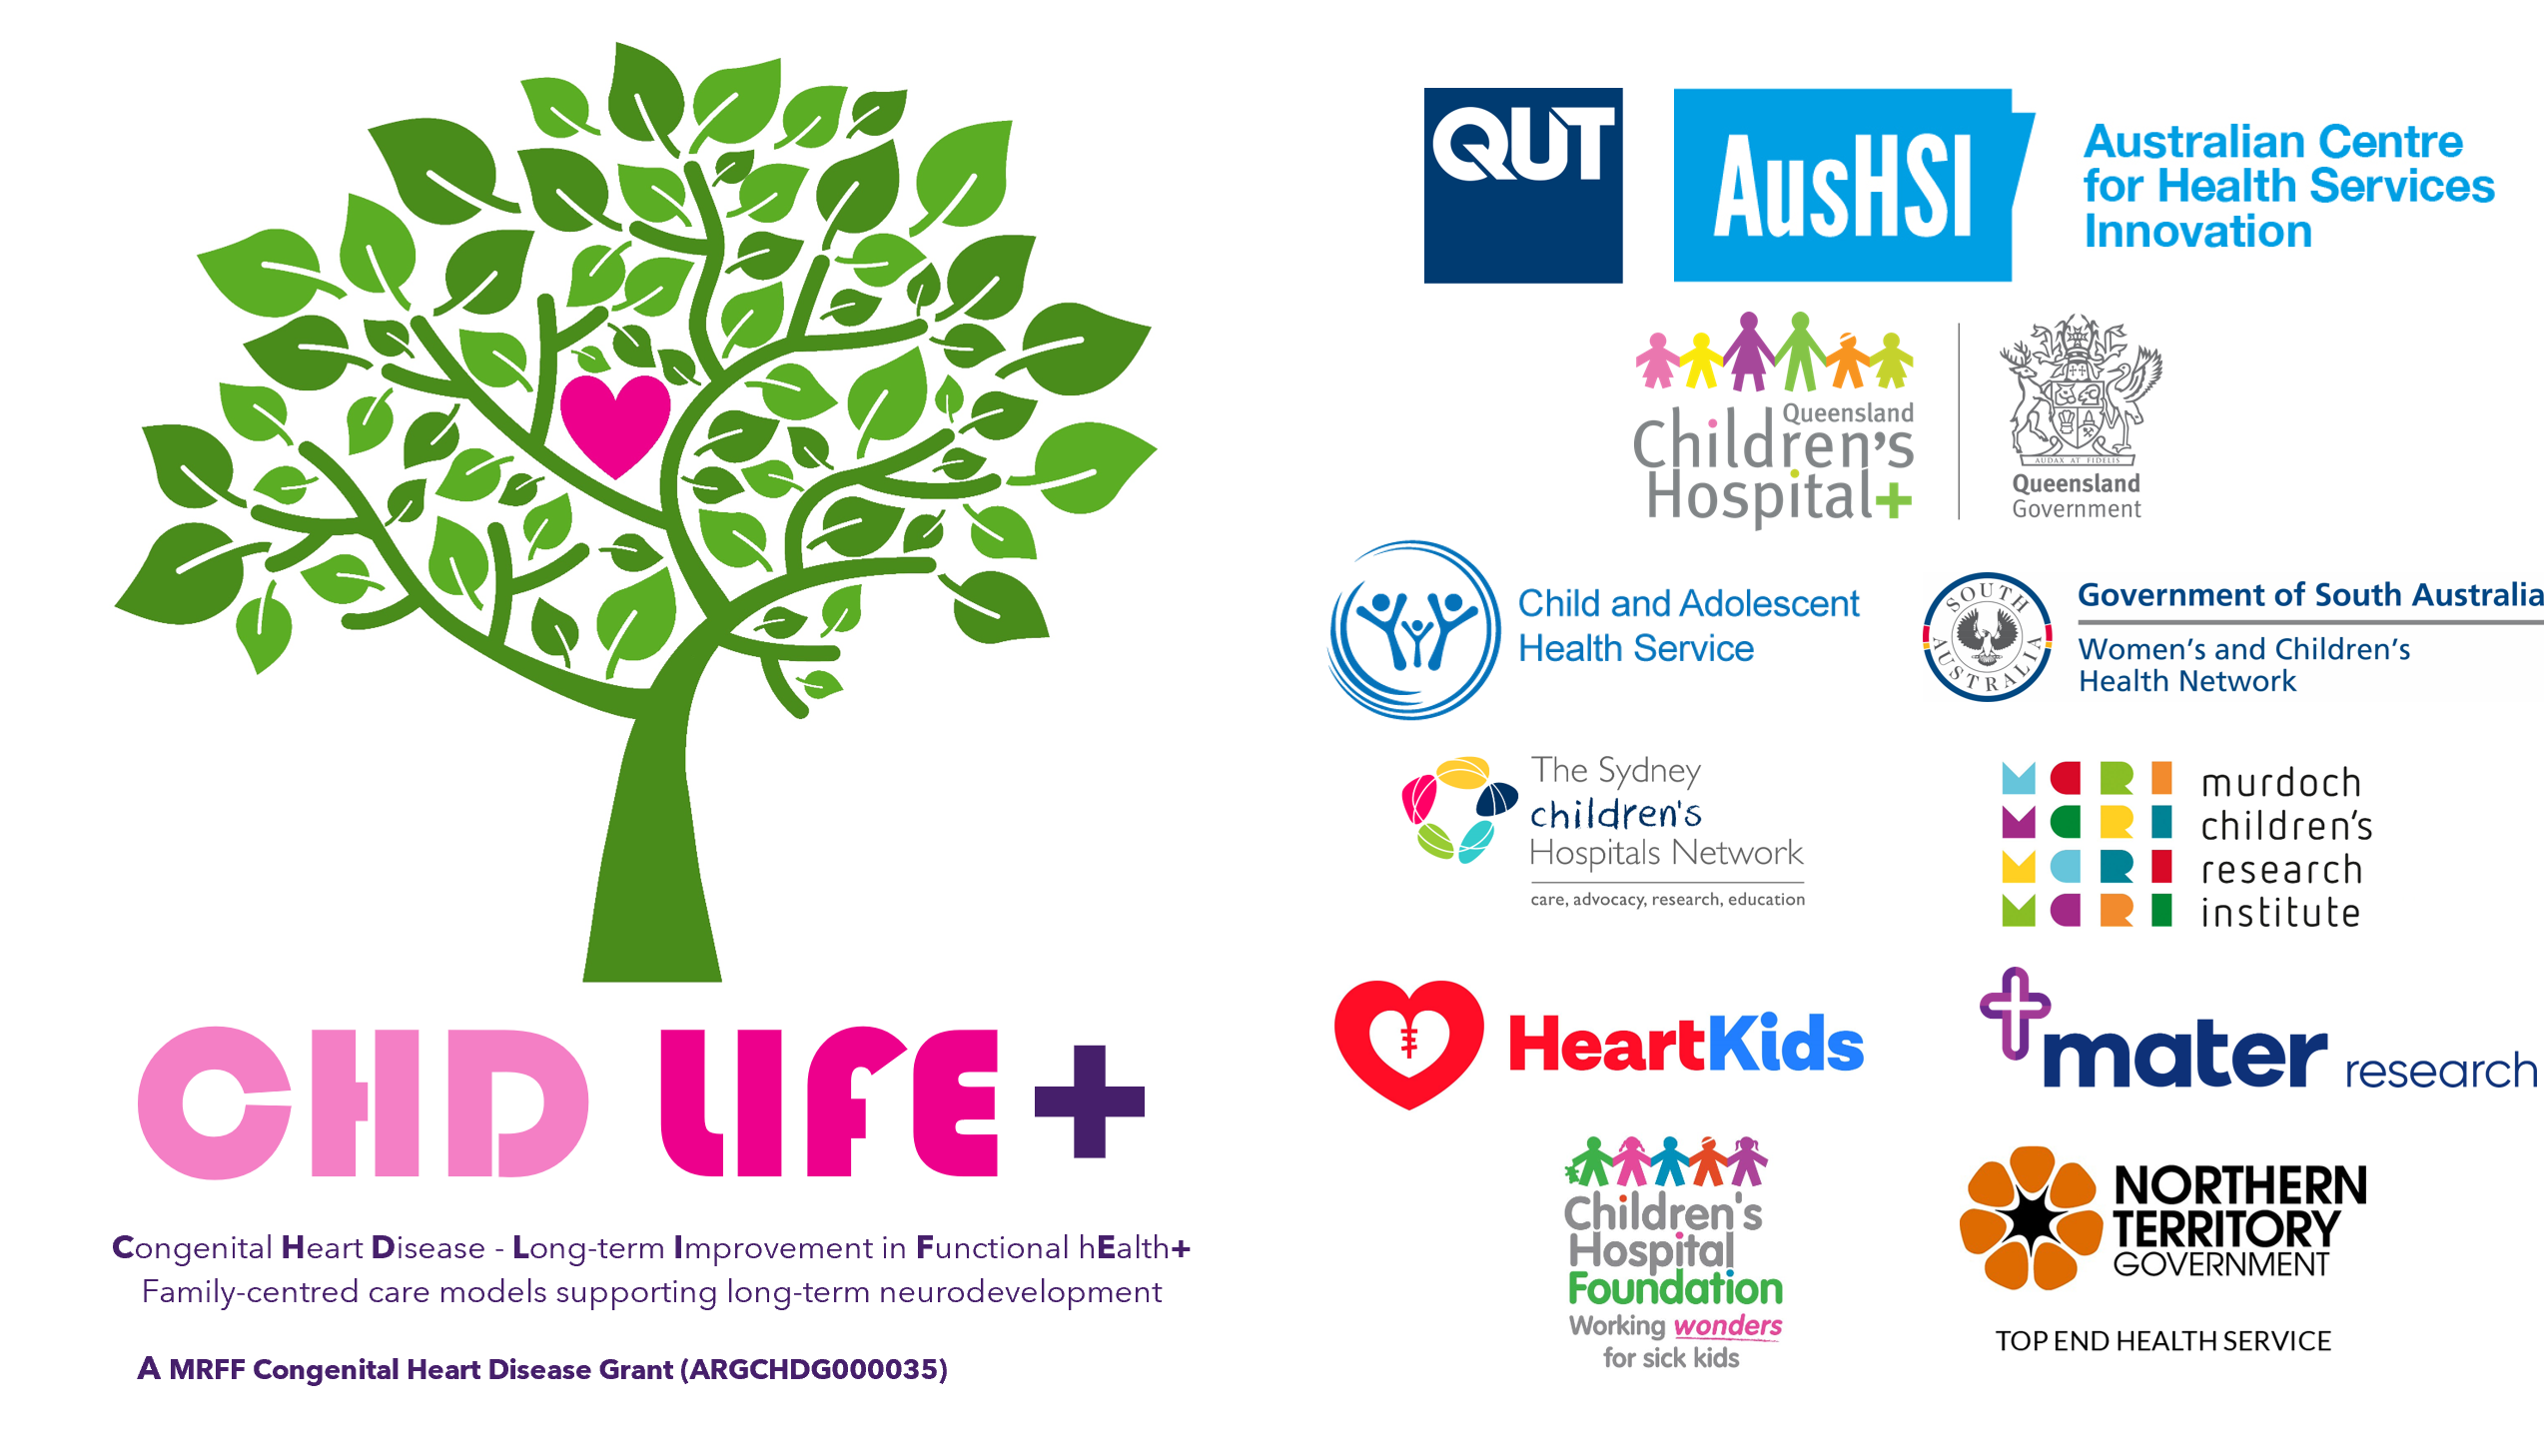 CHD LIFE+
Congenital Heart Disease - Long-term Improvement in Functional hEalth+
Family-centred care models supporting long-term neurodevelopment
A MRFF Congenital Heart Disease Grant (ARGCHDG000035)
QUT
AusHSI
Australian Centre
for Health Services
Innovation
Queensland
Children's
Hospital+
AUDAX AT FIDELIS
Queensland
Government
Child and Adolescent
Health Service
SOUTH
AUSTRALIA
Government of South Australia
Women's and Children's
Health Network
The Sydney
children's
Hospitals Network
care, advocacy, research, education
MCRI murdoch
MCRI children's
MCRI research
MCRI institute
HeartKids
mater research
Children's
Hospital
Foundation
Working wonders
for sick kids
NORTHERN
TERRITORY
GOVERNMENT
TOP END HEALTH SERVICE